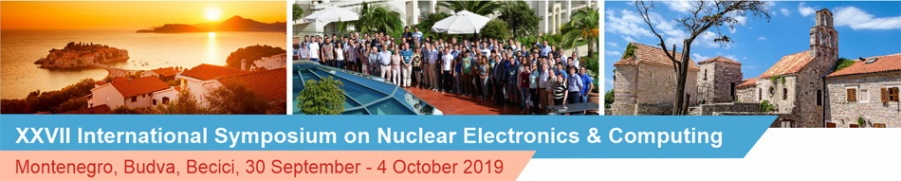 XXVII International Symposium on Nuclear Electronics & Computing
Montenegro, Budva, Becici, 30 September - 4 October 2019